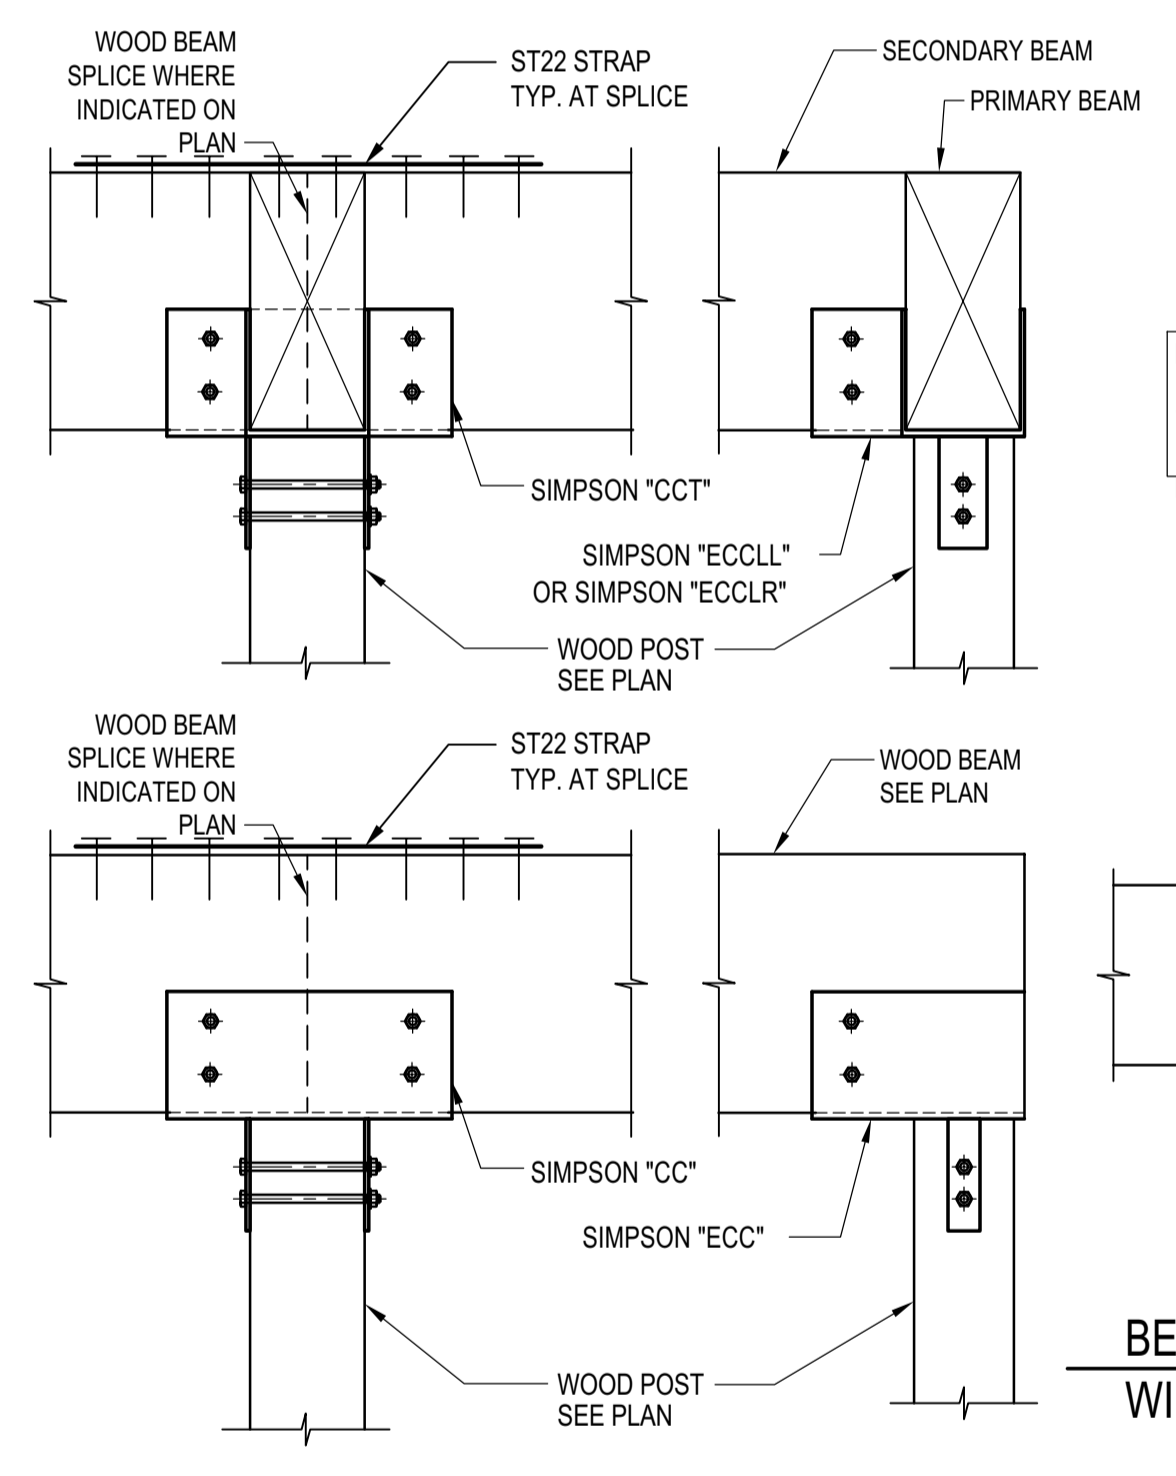 WOOD BEAM
SPLICE WHERE
INDICATED ON
PLAN
ST22 STRAP
TYP. AT SPLICE
SECONDARY BEAM
PRIMARY BEAM
SIMPSON "CCT"
SIMPSON "ECCLL"
OR SIMPSON "ECCLR"
WOOD POST
SEE PLAN
WOOD BEAM
SPLICE WHERE
INDICATED ON
PLAN
ST22 STRAP
TYP. AT SPLICE
WOOD BEAM
SEE PLAN
SIMPSON "CC"
SIMPSON "ECC"
WOOD POST
SEE PLAN
BE
WI